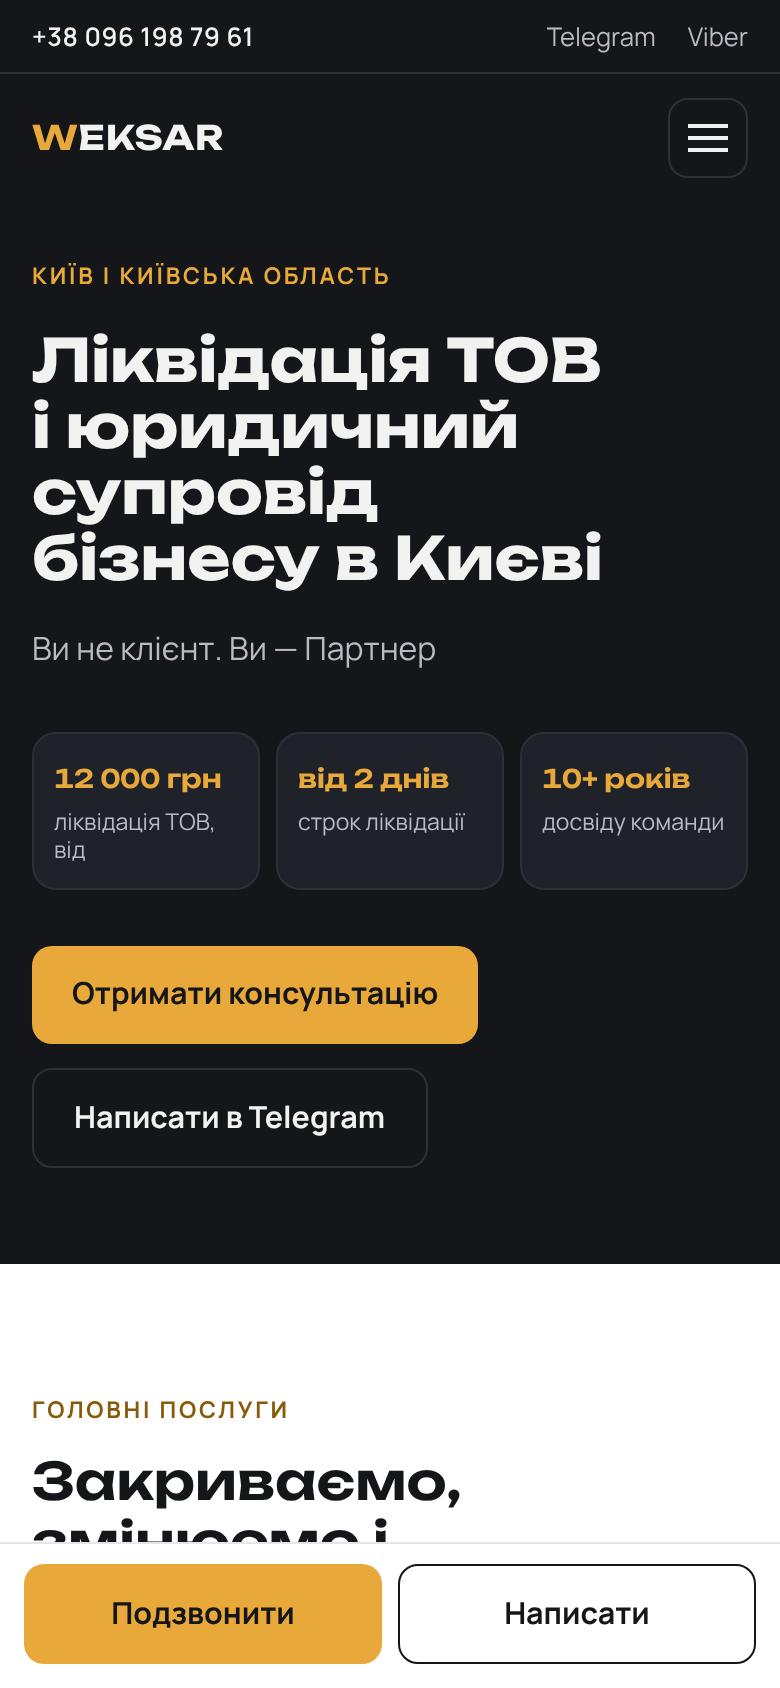 +38 096 198 79 61 Telegram Viber
WEKSAR
КИЇВ І КИЇВСЬКА ОБЛАСТЬ
Ліквідація ТОВ
і юридичний
супровід
бізнесу в Києві
Ви не клієнт. Ви — Партнер
12 000 грн
ліквідація ТОВ,
від
від 2 днів
строк ліквідації
10+ років
досвіду команди
Отримати консультацію
Написати в Telegram
ГОЛОВНІ ПОСЛУГИ
Закриваємо,
змінюємо і
Подзвонити
Написати